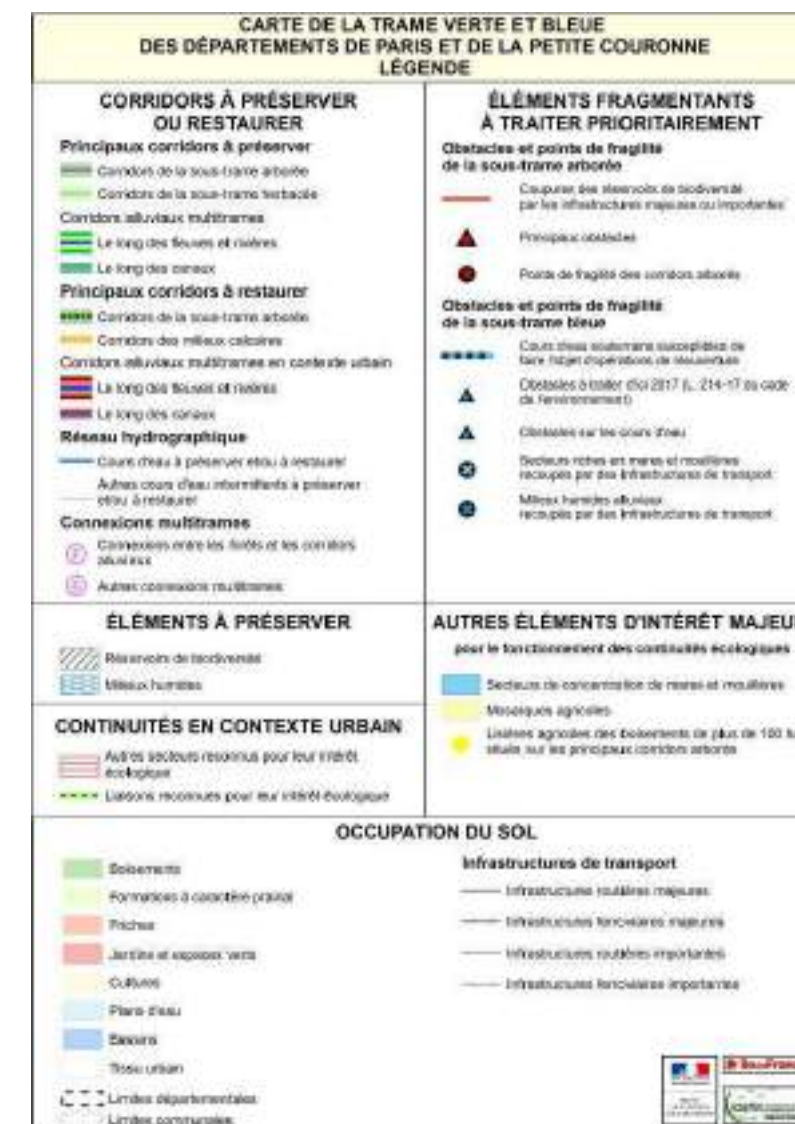 CARTE DE LA TRAME VERTE ET BLEUE
DES DÉPARTEMENTS DE PARIS ET DE LA PETITE COURONNE
LÉGENDE
CORRIDORS À PRÉSERVER
OU RESTAURER
Principaux corridors à préserver
Corridors de la sous-trame arborée
Corridors de la sous-trame herbacée
Corridors alluviaux multitrames
Le long des fleuves et rivières
Le long des canaux
Principaux corridors à restaurer
Corridors de la sous-trame arborée
Corridors des milieux calcaires
Corridors alluviaux multitrames en contexte urbain
Le long des fleuves et rivières
Le long des canaux
Réseau hydrographique
Cours d'eau à préserver et/ou à restaurer
Autres cours d'eau intermittents à préserver
et/ou à restaurer
Connexions multitrames
Connexions entre les forêts et les corridors
alluviaux
Autres connexions multitrames
ÉLÉMENTS FRAGMENTANTS
À TRAITER PRIORITAIREMENT
Obstacles et points de fragilité
de la sous-trame arborée
Coupures des réservoirs de biodiversité
par les infrastructures majeures ou importantes
Principaux obstacles
Points de fragilité des corridors arborés
Obstacles et points de fragilité
de la sous-trame bleue
Cours d'eau souterrains susceptibles de
faire l'objet d'opérations de réouverture
Obstacles à traiter d'ici 2017 (L. 214-17 du code
de l'environnement)
Obstacles sur les cours d'eau
Secteurs riches en mares et mouillères
recoupés par des infrastructures de transport
Milieux humides alluviaux
recoupés par des infrastructures de transport
ÉLÉMENTS À PRÉSERVER
Réservoirs de biodiversité
Milieux humides
AUTRES ÉLÉMENTS D'INTÉRÊT MAJEU
pour le fonctionnement des continuités écologiques
Secteurs de concentration de mares et mouillères
Mosaïques agricoles
Lisières agricoles des boisements de plus de 100 h
situés sur les principaux corridors arborés
CONTINUITÉS EN CONTEXTE URBAIN
Autres secteurs reconnus pour leur intérêt
écologique
Liaisons reconnues pour leur intérêt écologique
OCCUPATION DU SOL
Boisements
Formations à caractère prairial
Friches
Jardins et espaces verts
Cultures
Plans d'eau
Bassins
Tissu urbain
Limites départementales
Limites communales
Infrastructures de transport
Infrastructures routières majeures
Infrastructures ferroviaires majeures
Infrastructures routières importantes
Infrastructures ferroviaires importantes